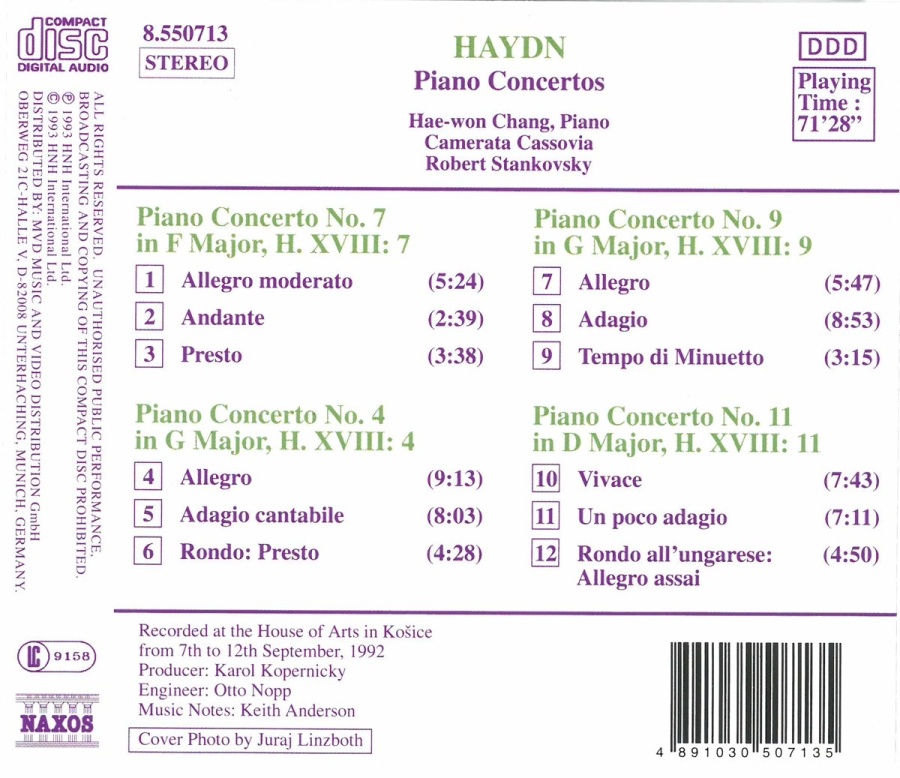 COMPACT
disc
DIGITAL AUDIO
8.550713
STEREO
HAYDN
Piano Concertos
Hae-won Chang, Piano
Camerata Cassovia
Robert Stankovsky
DDD
Playing
Time :
71'28"
ALL RIGHTS RESERVED. UNAUTHORISED PUBLIC PERFORMANCE,
BROADCASTING AND COPYING OF THIS COMPACT DISC PROHIBITED.
℗ 1993 HNH International Ltd.
© 1993 HNH International Ltd.
DISTRIBUTED BY: MVD MUSIC AND VIDEO DISTRIBUTION GmbH
OBERWEG 21C-HALLE V, D-82008 UNTERHACHING, MUNICH, GERMANY.
Piano Concerto No. 7
in F Major, H. XVIII: 7
1 Allegro moderato (5:24)
2 Andante (2:39)
3 Presto (3:38)
Piano Concerto No. 4
in G Major, H. XVIII: 4
4 Allegro (9:13)
5 Adagio cantabile (8:03)
6 Rondo: Presto (4:28)
Piano Concerto No. 9
in G Major, H. XVIII: 9
7 Allegro (5:47)
8 Adagio (8:53)
9 Tempo di Minuetto (3:15)
Piano Concerto No. 11
in D Major, H. XVIII: 11
10 Vivace (7:43)
11 Un poco adagio (7:11)
12 Rondo all'ungarese: (4:50)
Allegro assai
LC 9158
NAXOS
Recorded at the House of Arts in Košice
from 7th to 12th September, 1992
Producer: Karol Kopernicky
Engineer: Otto Nopp
Music Notes: Keith Anderson
Cover Photo by Juraj Linzboth
4 891030 507135